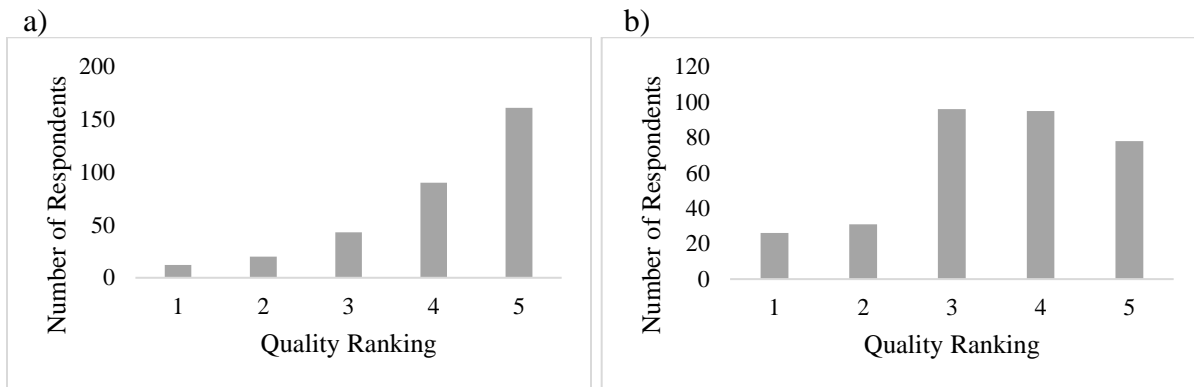 a)
Number of Respondents
200
150
100
50
0
1 2 3 4 5
Quality Ranking
b)
Number of Respondents
120
100
80
60
40
20
0
1 2 3 4 5
Quality Ranking